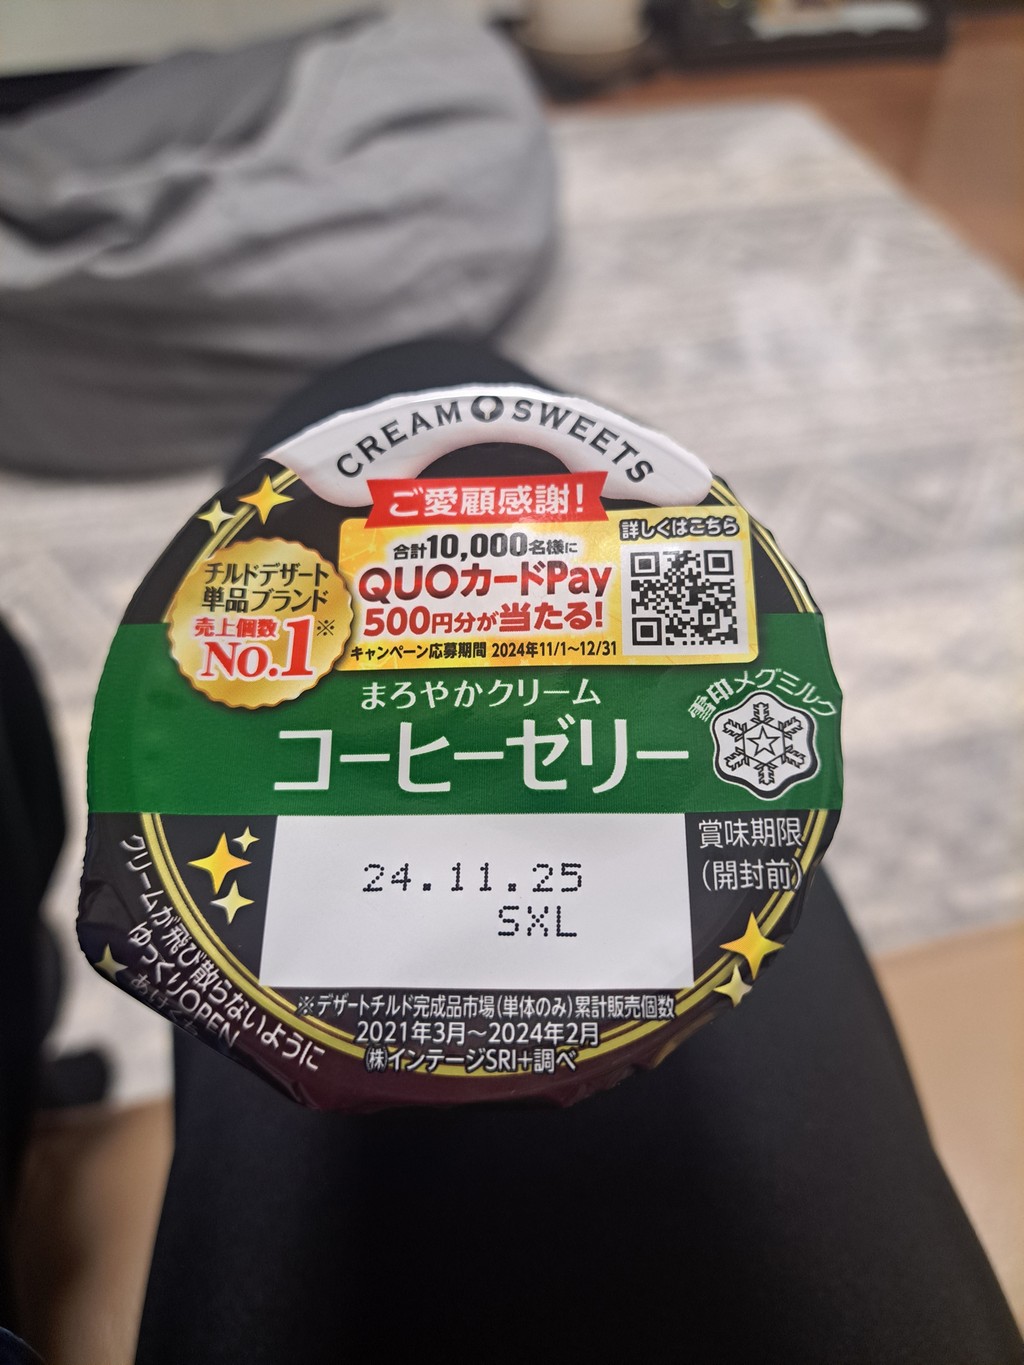 CREAM SWEETS
ご愛顧感謝!
詳しくはこちら
合計10,000名様に
QUOカードPay
500円分が当たる!
キャンペーン応募期間 2024年11/1~12/31
チルドデザート
単品ブランド
売上個数
No.1※
まろやかクリーム
コーヒーゼリー
雪印メグミルク
賞味期限
(開封前)
24.11.25
SXL
クリームが飛び散らないように
ゆっくりOPEN
※デザートチルド完成品市場(単体のみ)累計販売個数
2021年3月~2024年2月
(株)インテージSRI+調べ